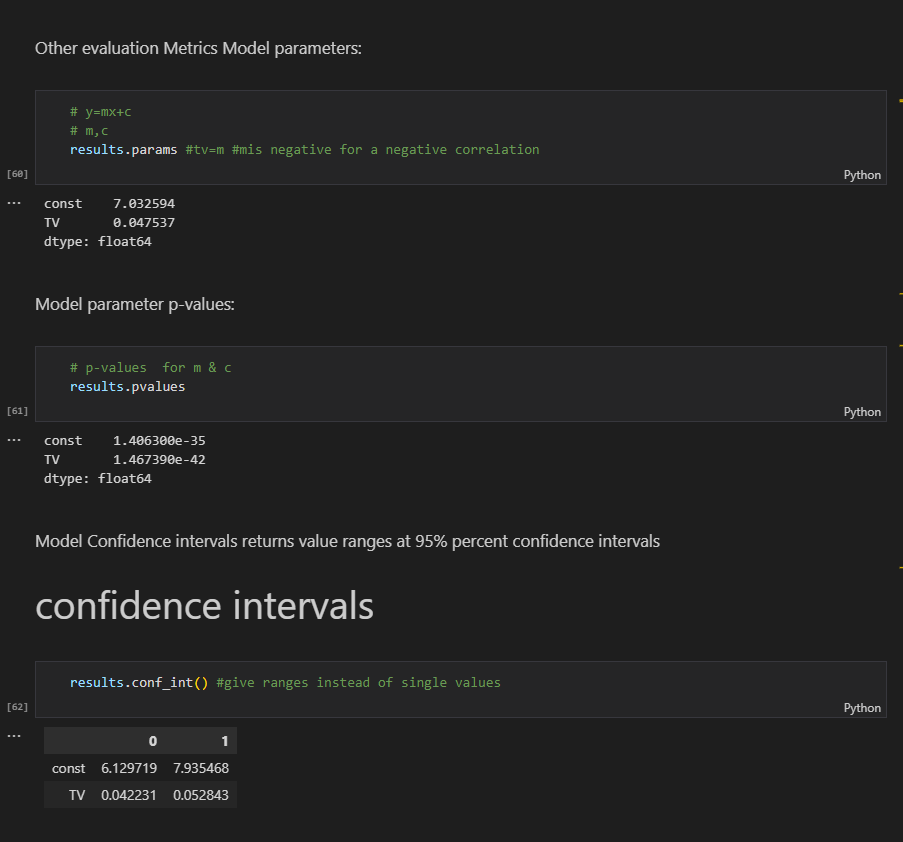 Other evaluation Metrics Model parameters:
# y=mx+c
# m,c
results.params #tv=m #mis negative for a negative correlation
[60]
Python
...
const    7.032594
TV       0.047537
dtype: float64
Model parameter p-values:
# p-values  for m & c
results.pvalues
[61]
Python
...
const    1.406300e-35
TV       1.467390e-42
dtype: float64
Model Confidence intervals returns value ranges at 95% percent confidence intervals
confidence intervals
results.conf_int() #give ranges instead of single values
[62]
Python
...
0 1
const 6.129719 7.935468
TV 0.042231 0.052843